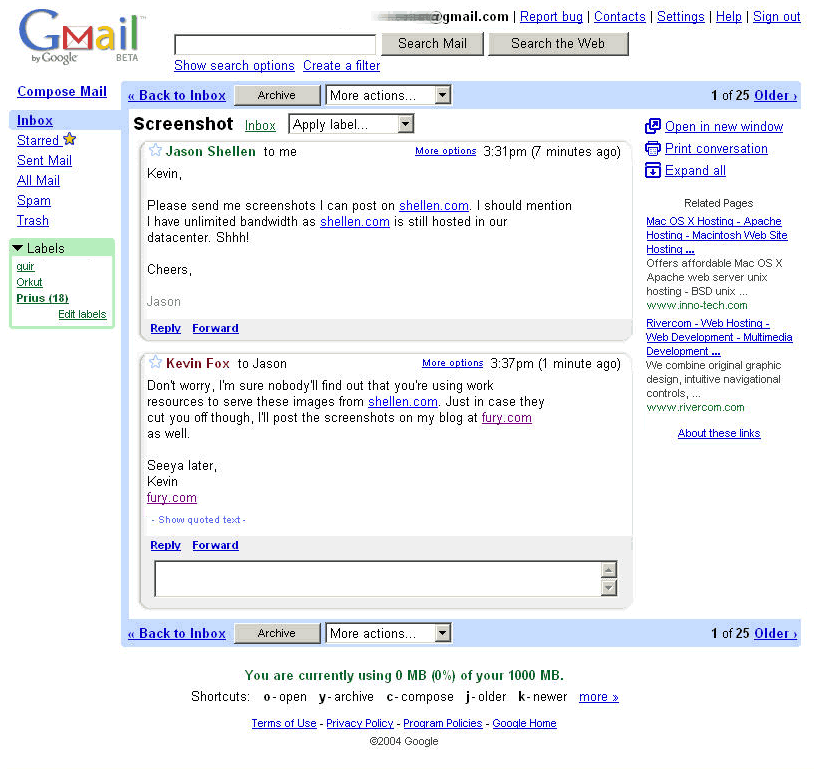 Gmail™
by Google BETA
@gmail.com | Report bug | Contacts | Settings | Help | Sign out
Search Mail Search the Web
Show search options Create a filter
Compose Mail
Inbox
Starred
Sent Mail
All Mail
Spam
Trash
Labels
quir
Orkut
Prius (18)
Edit labels
« Back to Inbox Archive More actions... 1 of 25 Older ›
Screenshot Inbox Apply label...
Jason Shellen to me More options 3:31pm (7 minutes ago)
Kevin,
Please send me screenshots I can post on shellen.com. I should mention
I have unlimited bandwidth as shellen.com is still hosted in our
datacenter. Shhh!
Cheers,
Jason
Reply Forward
Kevin Fox to Jason More options 3:37pm (1 minute ago)
Don't worry, I'm sure nobody'll find out that you're using work
resources to serve these images from shellen.com. Just in case they
cut you off though, I'll post the screenshots on my blog at fury.com
as well.
Seeya later,
Kevin
fury.com
- Show quoted text -
Reply Forward
Open in new window
Print conversation
Expand all
Related Pages
Mac OS X Hosting - Apache
Hosting - Macintosh Web Site
Hosting ...
Offers affordable Mac OS X
Apache web server unix
hosting - BSD unix ...
www.inno-tech.com
Rivercom - Web Hosting -
Web Development - Multimedia
Development ...
We combine original graphic
design, intuitive navigational
controls, ...
www.rivercom.com
About these links
« Back to Inbox Archive More actions... 1 of 25 Older ›
You are currently using 0 MB (0%) of your 1000 MB.
Shortcuts: o - open y - archive c - compose j - older k - newer more »
Terms of Use - Privacy Policy - Program Policies - Google Home
©2004 Google